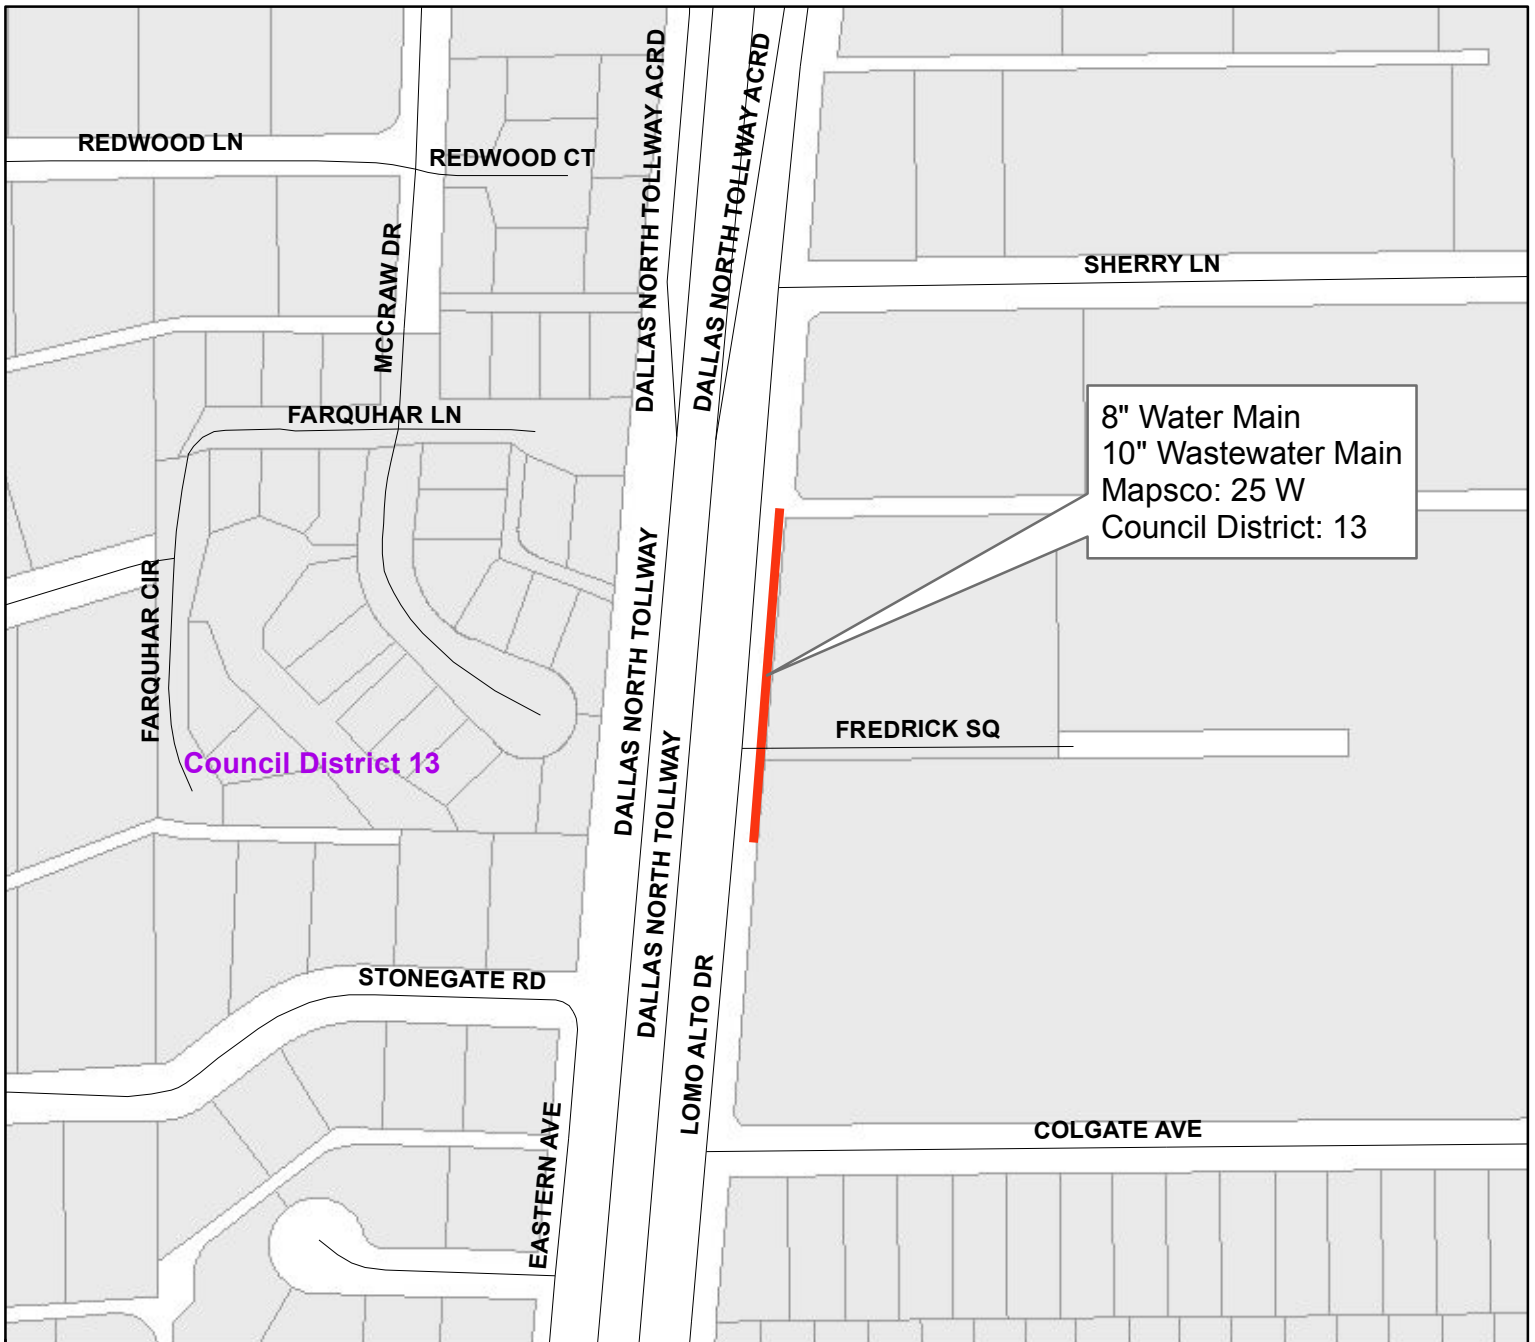 REDWOOD LN
REDWOOD CT
DALLAS NORTH TOLLWAY ACRD
DALLAS NORTH TOLLWAY ACRD
MCCRAW DR
SHERRY LN
FARQUHAR LN
8" Water Main
10" Wastewater Main
Mapsco: 25 W
Council District: 13
FARQUHAR CIR
DALLAS NORTH TOLLWAY
FREDRICK SQ
Council District 13
DALLAS NORTH TOLLWAY
STONEGATE RD
LOMO ALTO DR
EASTERN AVE
COLGATE AVE